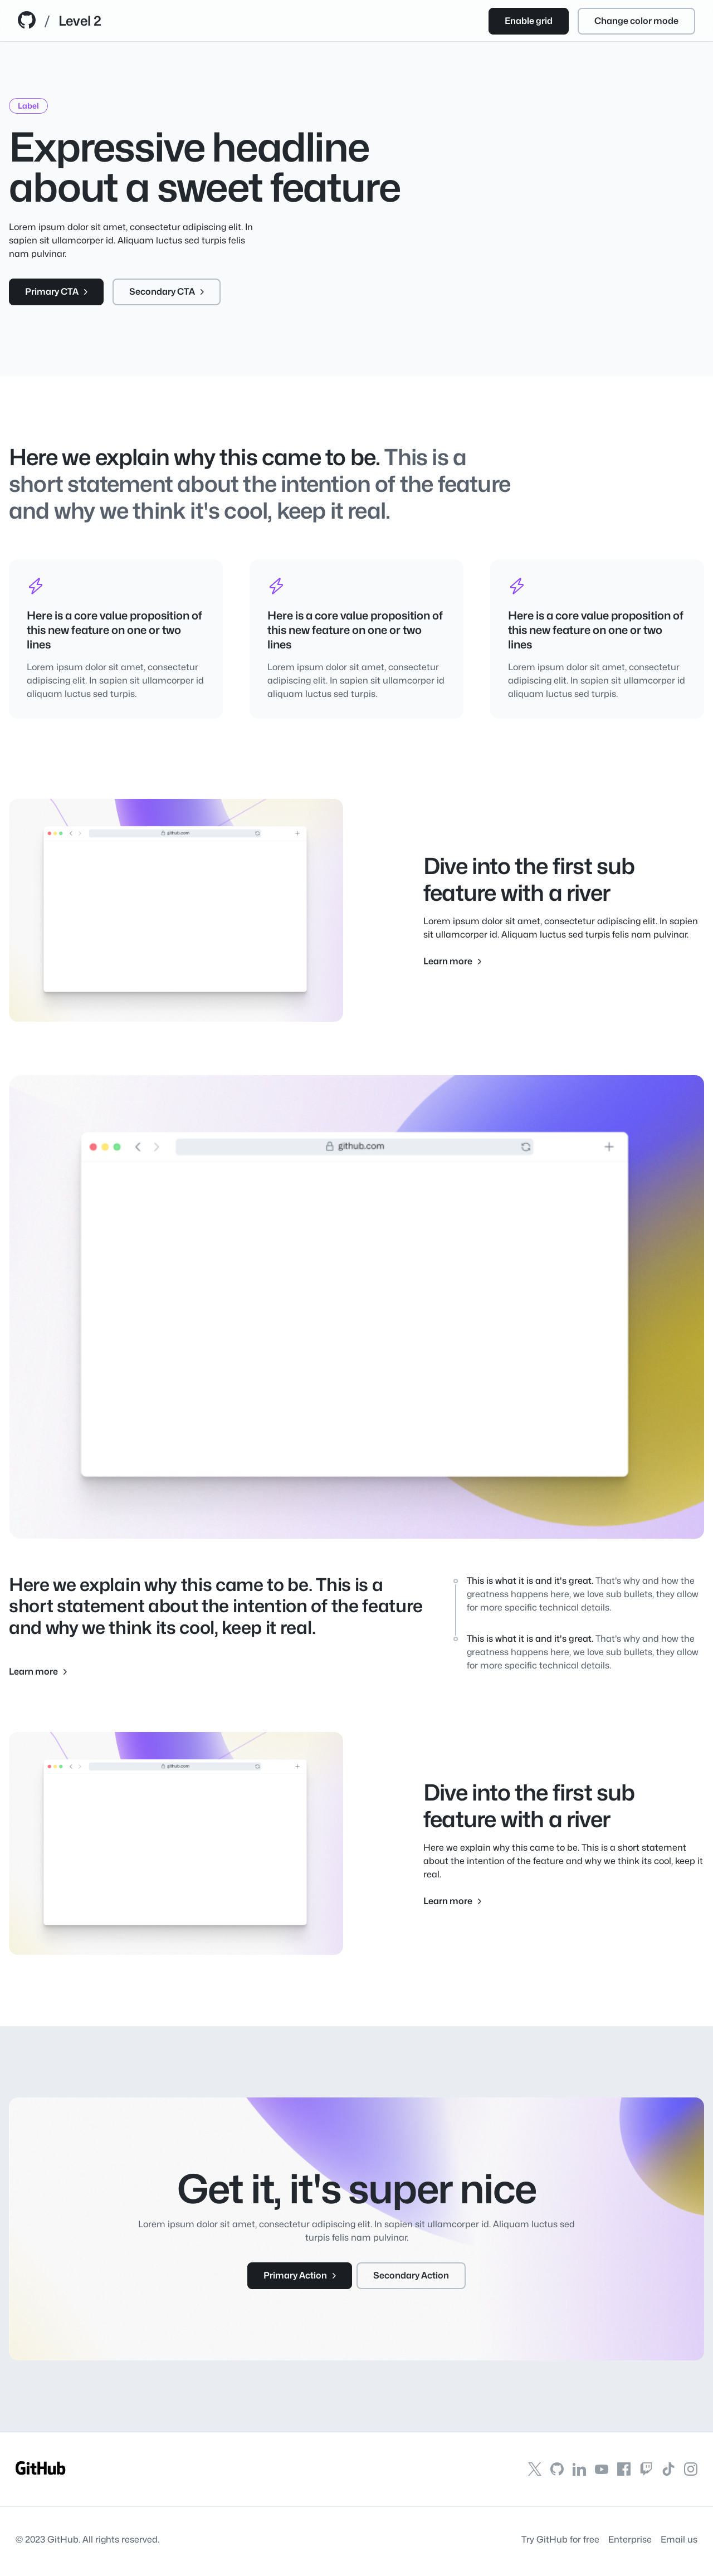 / Level 2
Enable grid
Change color mode
Label
Expressive headline
about a sweet feature
Lorem ipsum dolor sit amet, consectetur adipiscing elit. In
sapien sit ullamcorper id. Aliquam luctus sed turpis felis
nam pulvinar.
Primary CTA
Secondary CTA
Here we explain why this came to be. This is a
short statement about the intention of the feature
and why we think it's cool, keep it real.
Here is a core value proposition of
this new feature on one or two
lines
Lorem ipsum dolor sit amet, consectetur
adipiscing elit. In sapien sit ullamcorper id
aliquam luctus sed turpis.
Here is a core value proposition of
this new feature on one or two
lines
Lorem ipsum dolor sit amet, consectetur
adipiscing elit. In sapien sit ullamcorper id
aliquam luctus sed turpis.
Here is a core value proposition of
this new feature on one or two
lines
Lorem ipsum dolor sit amet, consectetur
adipiscing elit. In sapien sit ullamcorper id
aliquam luctus sed turpis.
github.com
Dive into the first sub
feature with a river
Lorem ipsum dolor sit amet, consectetur adipiscing elit. In sapien
sit ullamcorper id. Aliquam luctus sed turpis felis nam pulvinar.
Learn more
github.com
Here we explain why this came to be. This is a
short statement about the intention of the feature
and why we think its cool, keep it real.
Learn more
This is what it is and it's great. That's why and how the
greatness happens here, we love sub bullets, they allow
for more specific technical details.
This is what it is and it's great. That's why and how the
greatness happens here, we love sub bullets, they allow
for more specific technical details.
github.com
Dive into the first sub
feature with a river
Here we explain why this came to be. This is a short statement
about the intention of the feature and why we think its cool, keep it
real.
Learn more
Get it, it's super nice
Lorem ipsum dolor sit amet, consectetur adipiscing elit. In sapien sit ullamcorper id. Aliquam luctus sed
turpis felis nam pulvinar.
Primary Action
Secondary Action
GitHub
© 2023 GitHub. All rights reserved.
Try GitHub for free
Enterprise
Email us